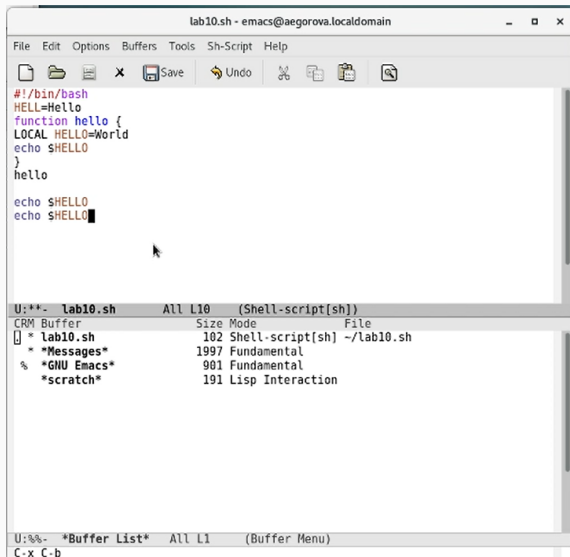 lab10.sh - emacs@aegorova.localdomain
File Edit Options Buffers Tools Sh-Script Help
Save Undo
#!/bin/bash
HELL=Hello
function hello {
LOCAL HELLO=World
echo $HELLO
}
hello
echo $HELLO
echo $HELLO
U:**- lab10.sh All L10 (Shell-script[sh])
CRM Buffer Size Mode File
. * lab10.sh 102 Shell-script[sh] ~/lab10.sh
* *Messages* 1997 Fundamental
% *GNU Emacs* 901 Fundamental
*scratch* 191 Lisp Interaction
U:%%- *Buffer List* All L1 (Buffer Menu)
C-x C-b